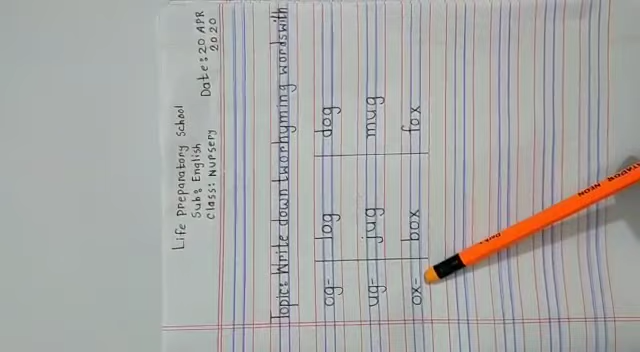 Life Preparatory School
Sub: English
Class: Nursery
Date: 20 APR
2020
Topic: Write down two rhyming words with
og- log dog
ug- jug mug
ox- box fox
NEON